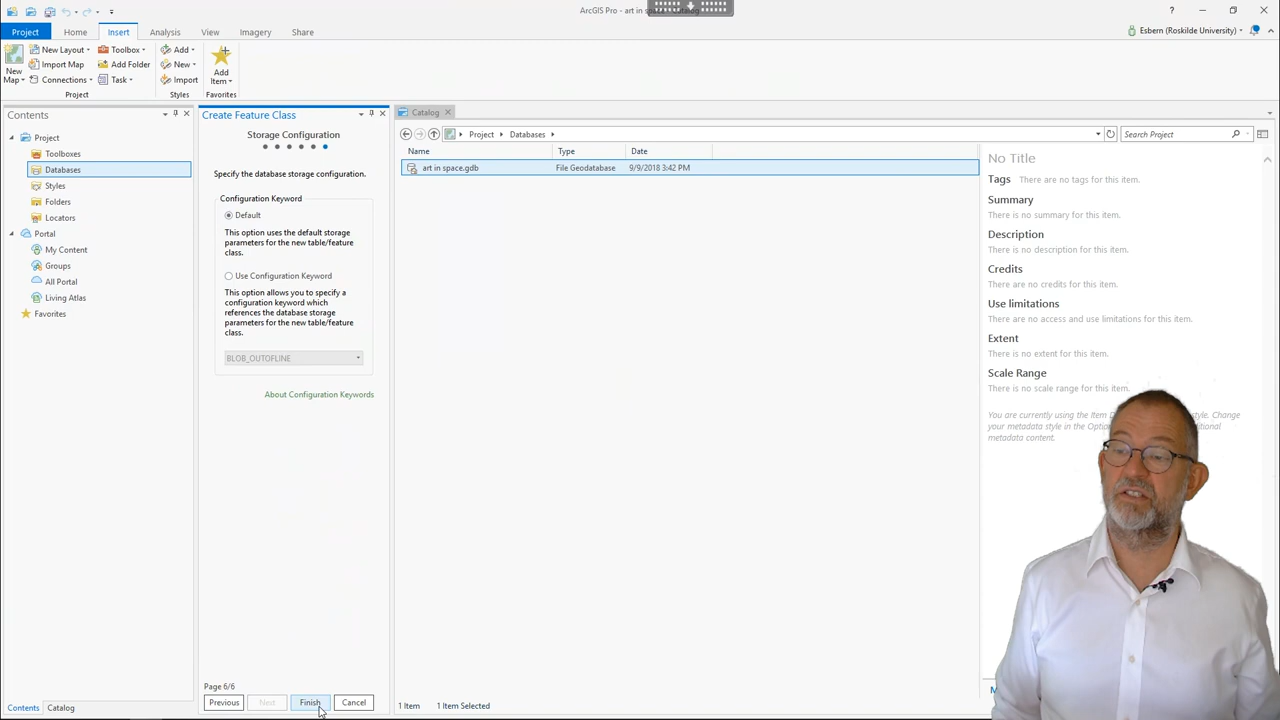 ArcGIS Pro - art in
?
Project
Home
Insert
Analysis
View
Imagery
Share
Esbern (Roskilde University)
New Map
New Layout
Import Map
Connections
Toolbox
Add Folder
Task
Project
Add
New
Import
Styles
Add Item
Favorites
Contents
Project
Toolboxes
Databases
Styles
Folders
Locators
Portal
My Content
Groups
All Portal
Living Atlas
Favorites
Contents
Catalog
Create Feature Class
Storage Configuration
Specify the database storage configuration.
Configuration Keyword
Default
This option uses the default storage
parameters for the new table/feature
class.
Use Configuration Keyword
This option allows you to specify a
configuration keyword which
references the database storage
parameters for the new table/feature
class.
BLOB_OUTOFLINE
About Configuration Keywords
Page 6/6
Previous
Next
Finish
Cancel
Catalog
Project
Databases
Search Project
Name
Type
Date
art in space.gdb
File Geodatabase
9/9/2018 3:42 PM
1 Item
1 Item Selected
No Title
Tags There are no tags for this item.
Summary
There is no summary for this item.
Description
There is no description for this item.
Credits
There are no credits for this item.
Use limitations
There are no access and use limitations for this item.
Extent
There is no extent for this item.
Scale Range
There is no scale range for this item.
You are currently using the Item style. Change
your metadata style in the
metadata content.